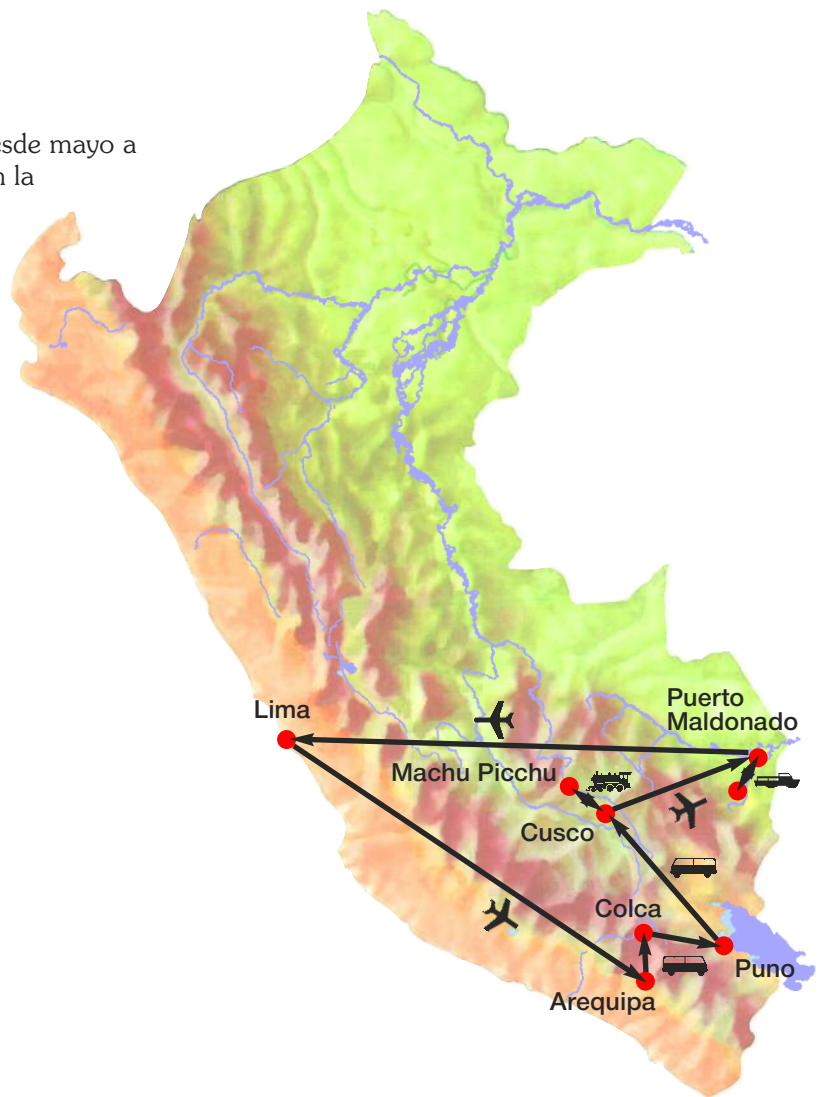 esde mayo a
n la
Lima
Puerto
Maldonado
Machu Picchu
Cusco
Colca
Puno
Arequipa